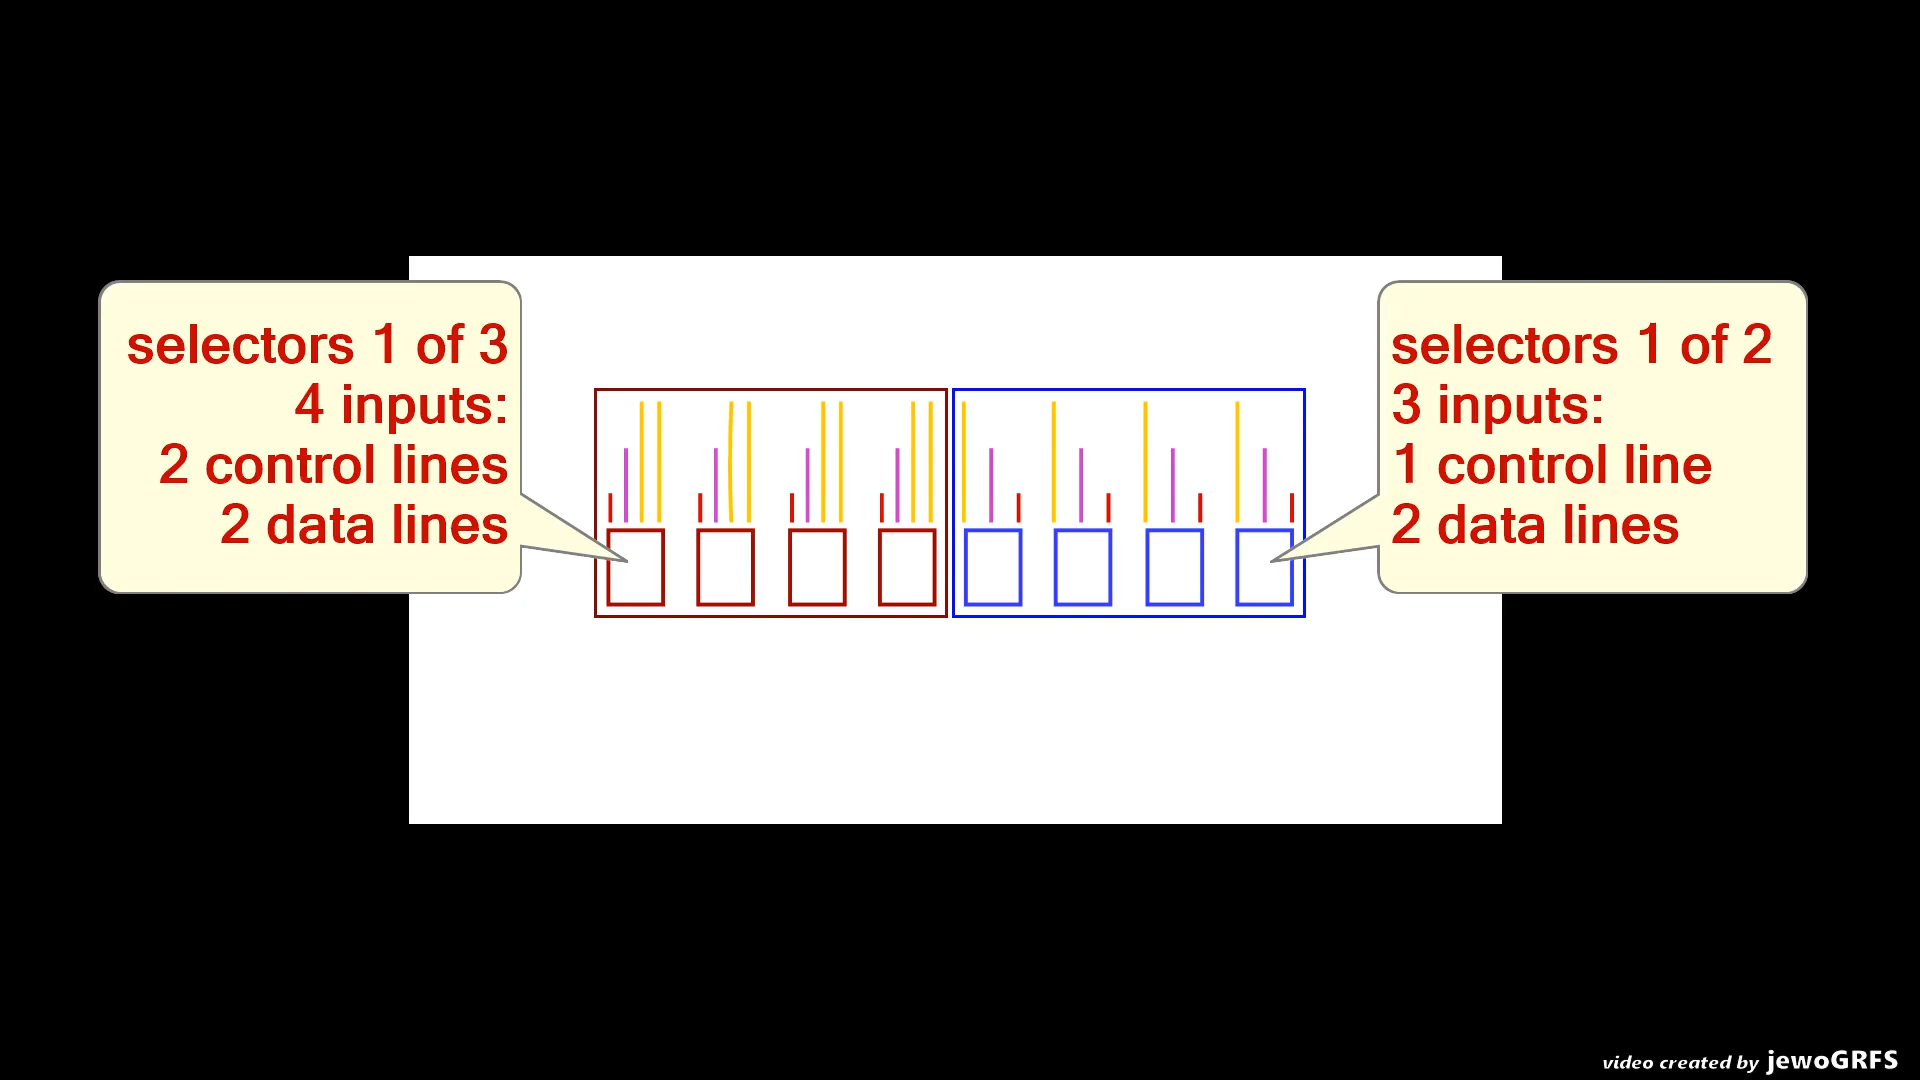 selectors 1 of 3
4 inputs:
2 control lines
2 data lines
selectors 1 of 2
3 inputs:
1 control line
2 data lines
video created by jewoGRFS